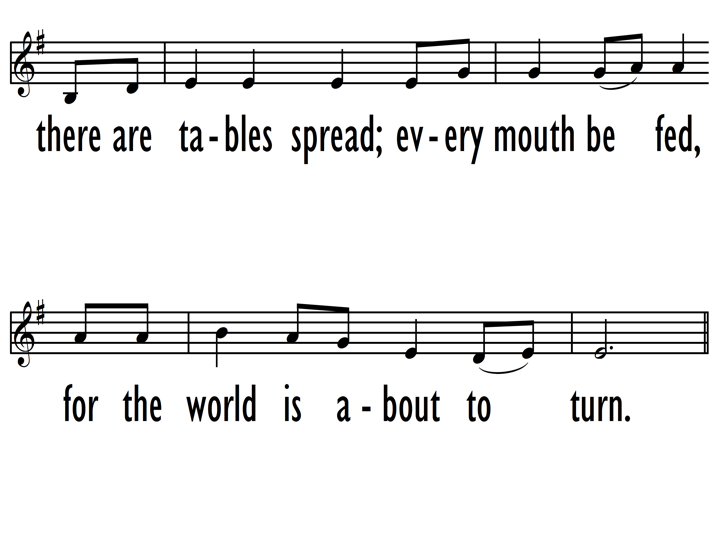 there are ta - bles spread; ev - ery mouth be fed,
for the world is a - bout to turn.